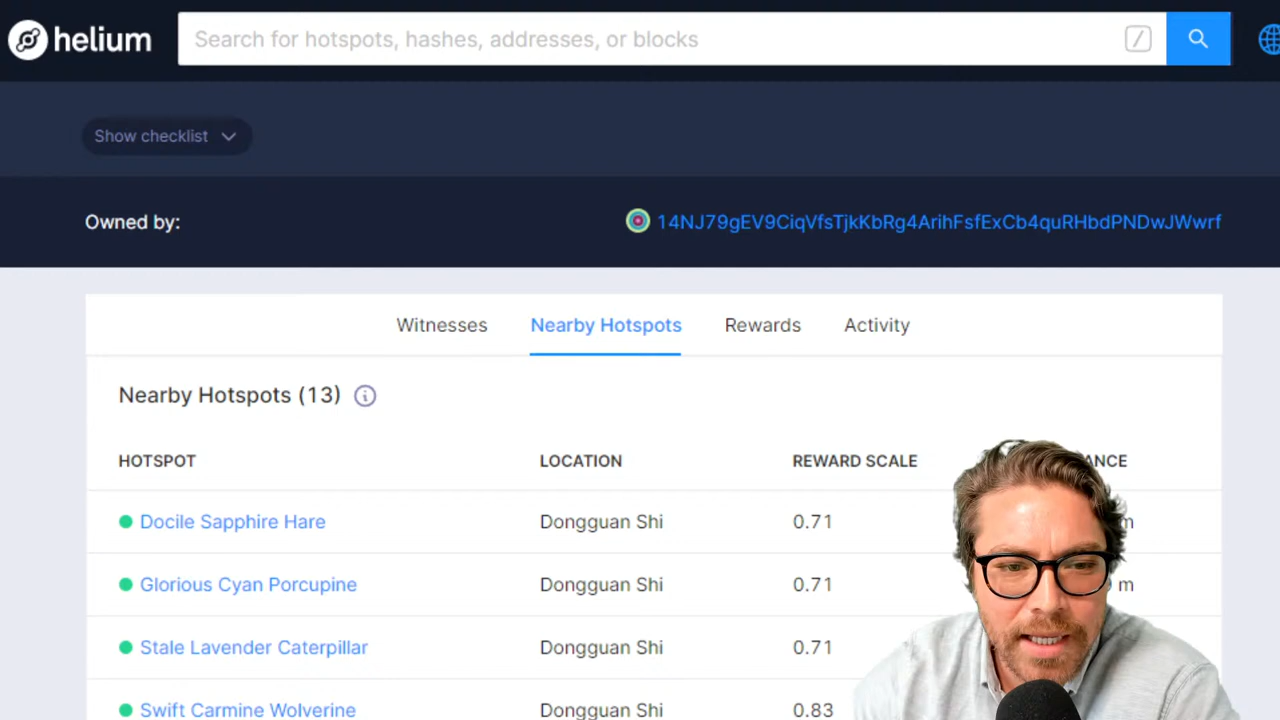 helium
Search for hotspots, hashes, addresses, or blocks
/
Show checklist
Owned by:
14NJ79gEV9CiqVfsTjkKbRg4ArihFsfExCb4quRHbdPNDwJWwrf
Witnesses Nearby Hotspots Rewards Activity
Nearby Hotspots (13) i
HOTSPOT LOCATION REWARD SCALE
Docile Sapphire Hare Dongguan Shi 0.71 m
Glorious Cyan Porcupine Dongguan Shi 0.71 m
Stale Lavender Caterpillar Dongguan Shi 0.71
Swift Carmine Wolverine Dongguan Shi 0.83